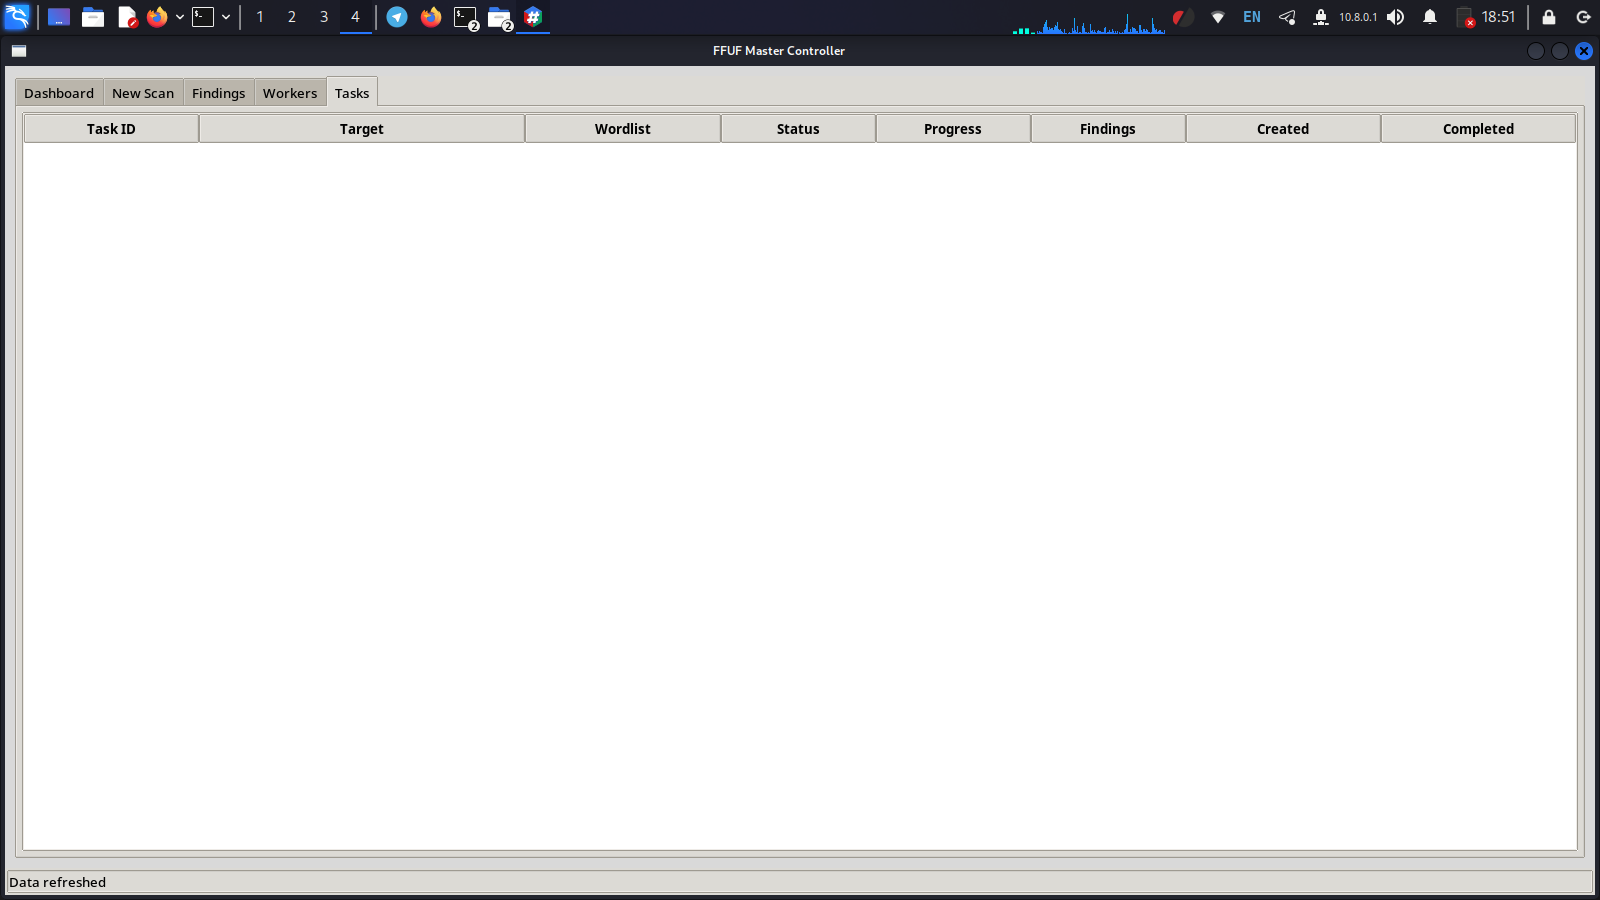 1 2 3 4 2 2 EN 10.8.0.1 18:51
FFUF Master Controller
Dashboard New Scan Findings Workers Tasks
Task ID Target Wordlist Status Progress Findings Created Completed
Data refreshed